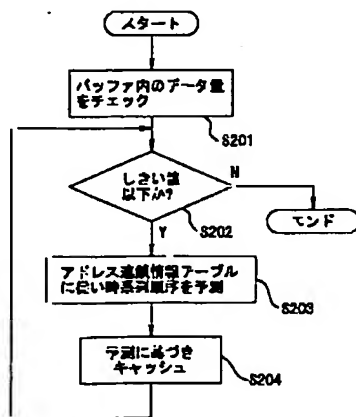 スタート
バッファ内のデータ量
をチェック
S201
しきい値
以下か?
N
エンド
S202
Y
アドレス連鎖情報テーブル
に従い時系列順序を予測
S203
予測に基づき
キャッシュ
S204